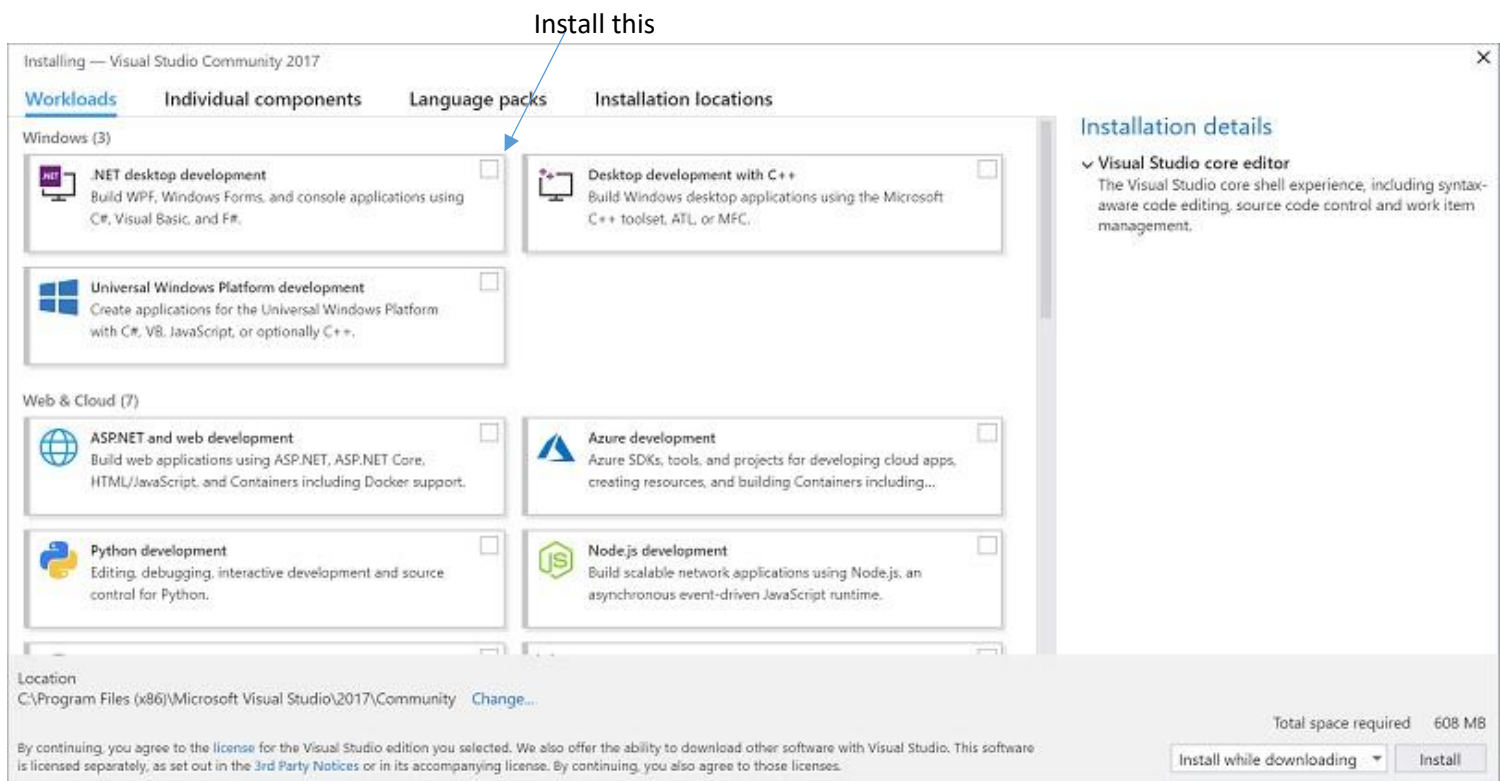 Install this
Installing — Visual Studio Community 2017
Workloads Individual components Language packs Installation locations
Windows (3)
.NET desktop development
Build WPF, Windows Forms, and console applications using
C#, Visual Basic, and F#.
Desktop development with C++
Build Windows desktop applications using the Microsoft
C++ toolset, ATL, or MFC.
Universal Windows Platform development
Create applications for the Universal Windows Platform
with C#, VB, JavaScript, or optionally C++.
Web & Cloud (7)
ASP.NET and web development
Build web applications using ASP.NET, ASP.NET Core,
HTML/JavaScript, and Containers including Docker support.
Azure development
Azure SDKs, tools, and projects for developing cloud apps,
creating resources, and building Containers including...
Python development
Editing, debugging, interactive development and source
control for Python.
Node.js development
Build scalable network applications using Node.js, an
asynchronous event-driven JavaScript runtime.
Installation details
Visual Studio core editor
The Visual Studio core shell experience, including syntax-
aware code editing, source code control and work item
management.
Location
C:\Program Files (x86)\Microsoft Visual Studio\2017\Community Change...
Total space required 608 MB
By continuing, you agree to the license for the Visual Studio edition you selected. We also offer the ability to download other software with Visual Studio. This software
is licensed separately, as set out in the 3rd Party Notices or in its accompanying license. By continuing, you also agree to those licenses.
Install while downloading Install